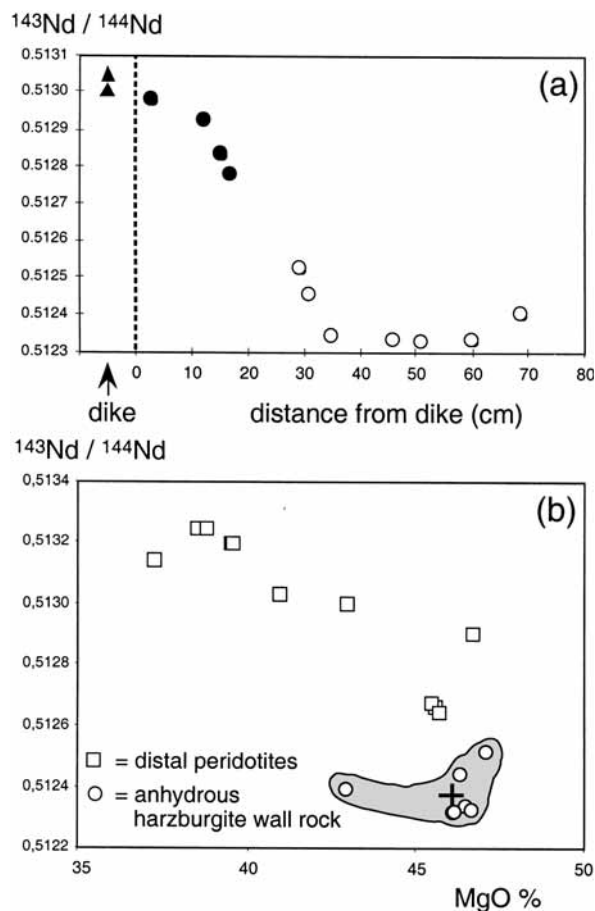 ¹⁴³Nd / ¹⁴⁴Nd
0.5131
(a)
0.5130
0.5129
0.5128
0.5126
0.5125
0.5124
0.5123
0 10 20 30 40 50 60 70 80
dike distance from dike (cm)
¹⁴³Nd / ¹⁴⁴Nd
0,5134
(b)
0,5132
0,5130
0,5128
0,5126
= distal peridotites
0,5124
= anhydrous
harzburgite wall rock
0,5122
35 40 45 50
MgO %